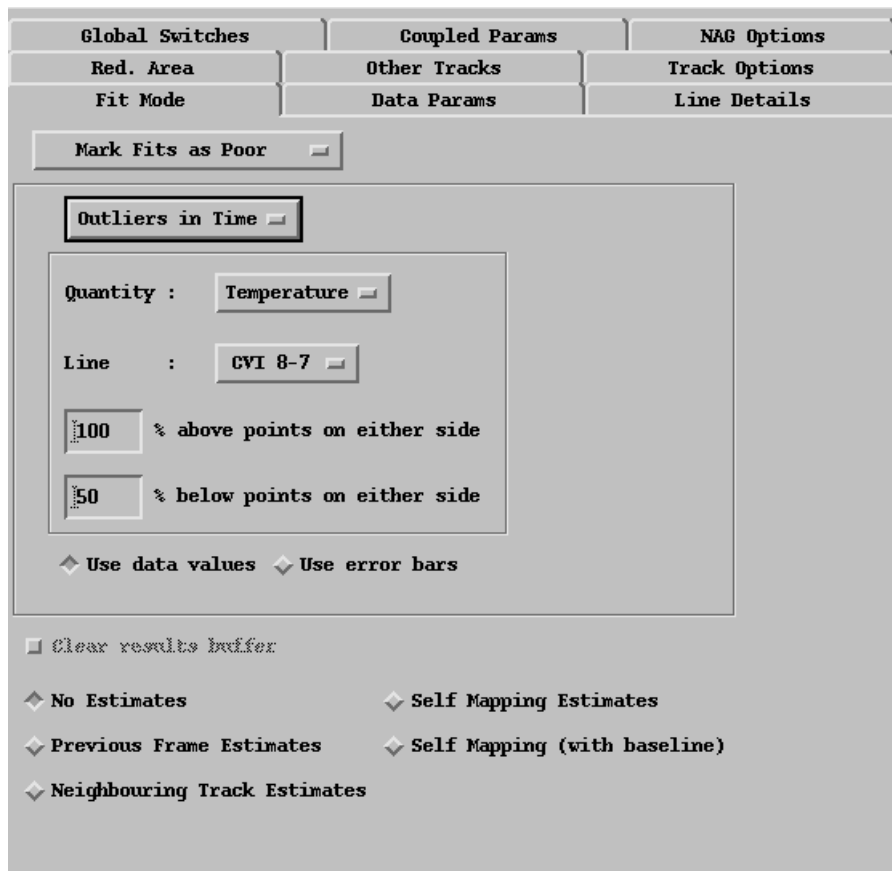 Global Switches Coupled Params NAG Options
Red. Area Other Tracks Track Options
Fit Mode Data Params Line Details
Mark Fits as Poor
Outliers in Time
Quantity : Temperature
Line : CVI 8-7
100 % above points on either side
50 % below points on either side
Use data values Use error bars
Clear results buffer
No Estimates Self Mapping Estimates
Previous Frame Estimates Self Mapping (with baseline)
Neighbouring Track Estimates